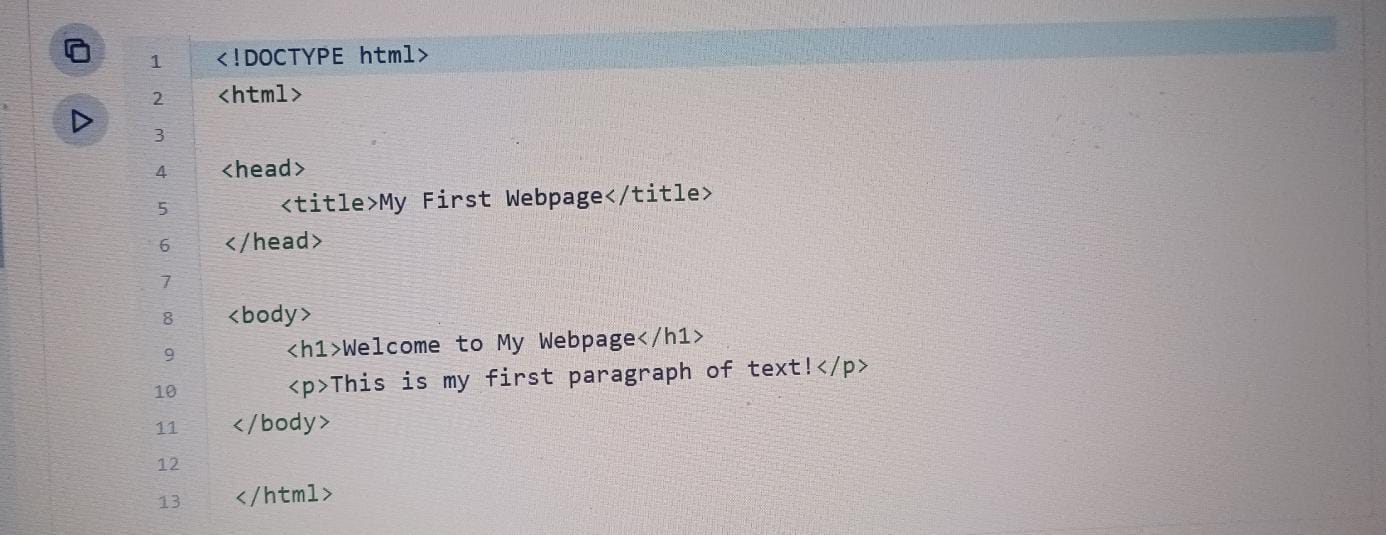 1 <!DOCTYPE html>
2 <html>
3
4 <head>
5     <title>My First Webpage</title>
6 </head>
7
8 <body>
9     <h1>Welcome to My Webpage</h1>
10     <p>This is my first paragraph of text!</p>
11 </body>
12
13 </html>